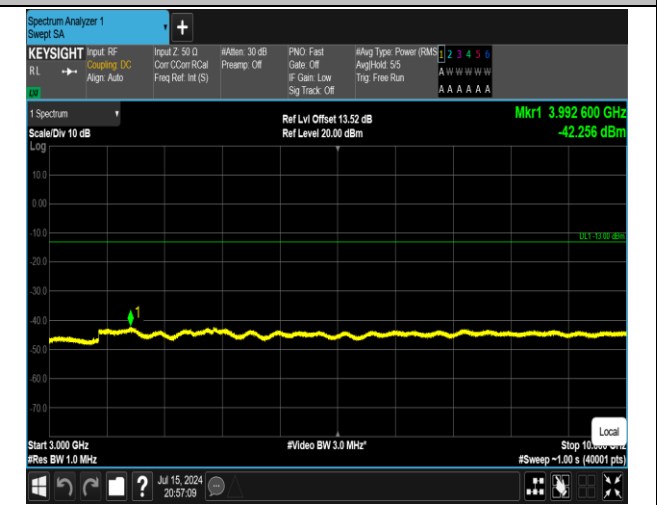 Spectrum Analyzer 1
Swept SA
+
KEYSIGHT
RL
Input: RF
Coupling: DC
Align: Auto
Input Z: 50 Ω
Corr CCorr RCal
Freq Ref: Int (S)
#Atten: 30 dB
Preamp: Off
PNO: Fast
Gate: Off
IF Gain: Low
Sig Track: Off
#Avg Type: Power (RMS
Avg|Hold: 5/5
Trig: Free Run
1 2 3 4 5 6
A W W W W W
A A A A A A
1 Spectrum
Scale/Div 10 dB
Log
Ref Lvl Offset 13.52 dB
Ref Level 20.00 dBm
Mkr1 3.992 600 GHz
-42.256 dBm
10.0
0.00
-10.0
DL1 -13.00 dBm
-20.0
-30.0
1
-40.0
-50.0
-60.0
-70.0
Local
Start 3.000 GHz
#Video BW 3.0 MHz*
#Res BW 1.0 MHz
#Sweep ~1.00 s (40001 pts)
?
Jul 15, 2024
20:57:09